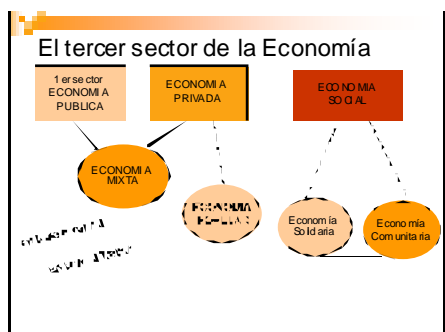 El tercer sector de la Economía
1 er sector
ECONOMIA
PUBLICA
ECONOMIA
PRIVADA
ECONOMIA
SOCIAL
ECONOMIA
MIXTA
ECONOMIA
Economía
Solidaria
Economía
Comunitaria